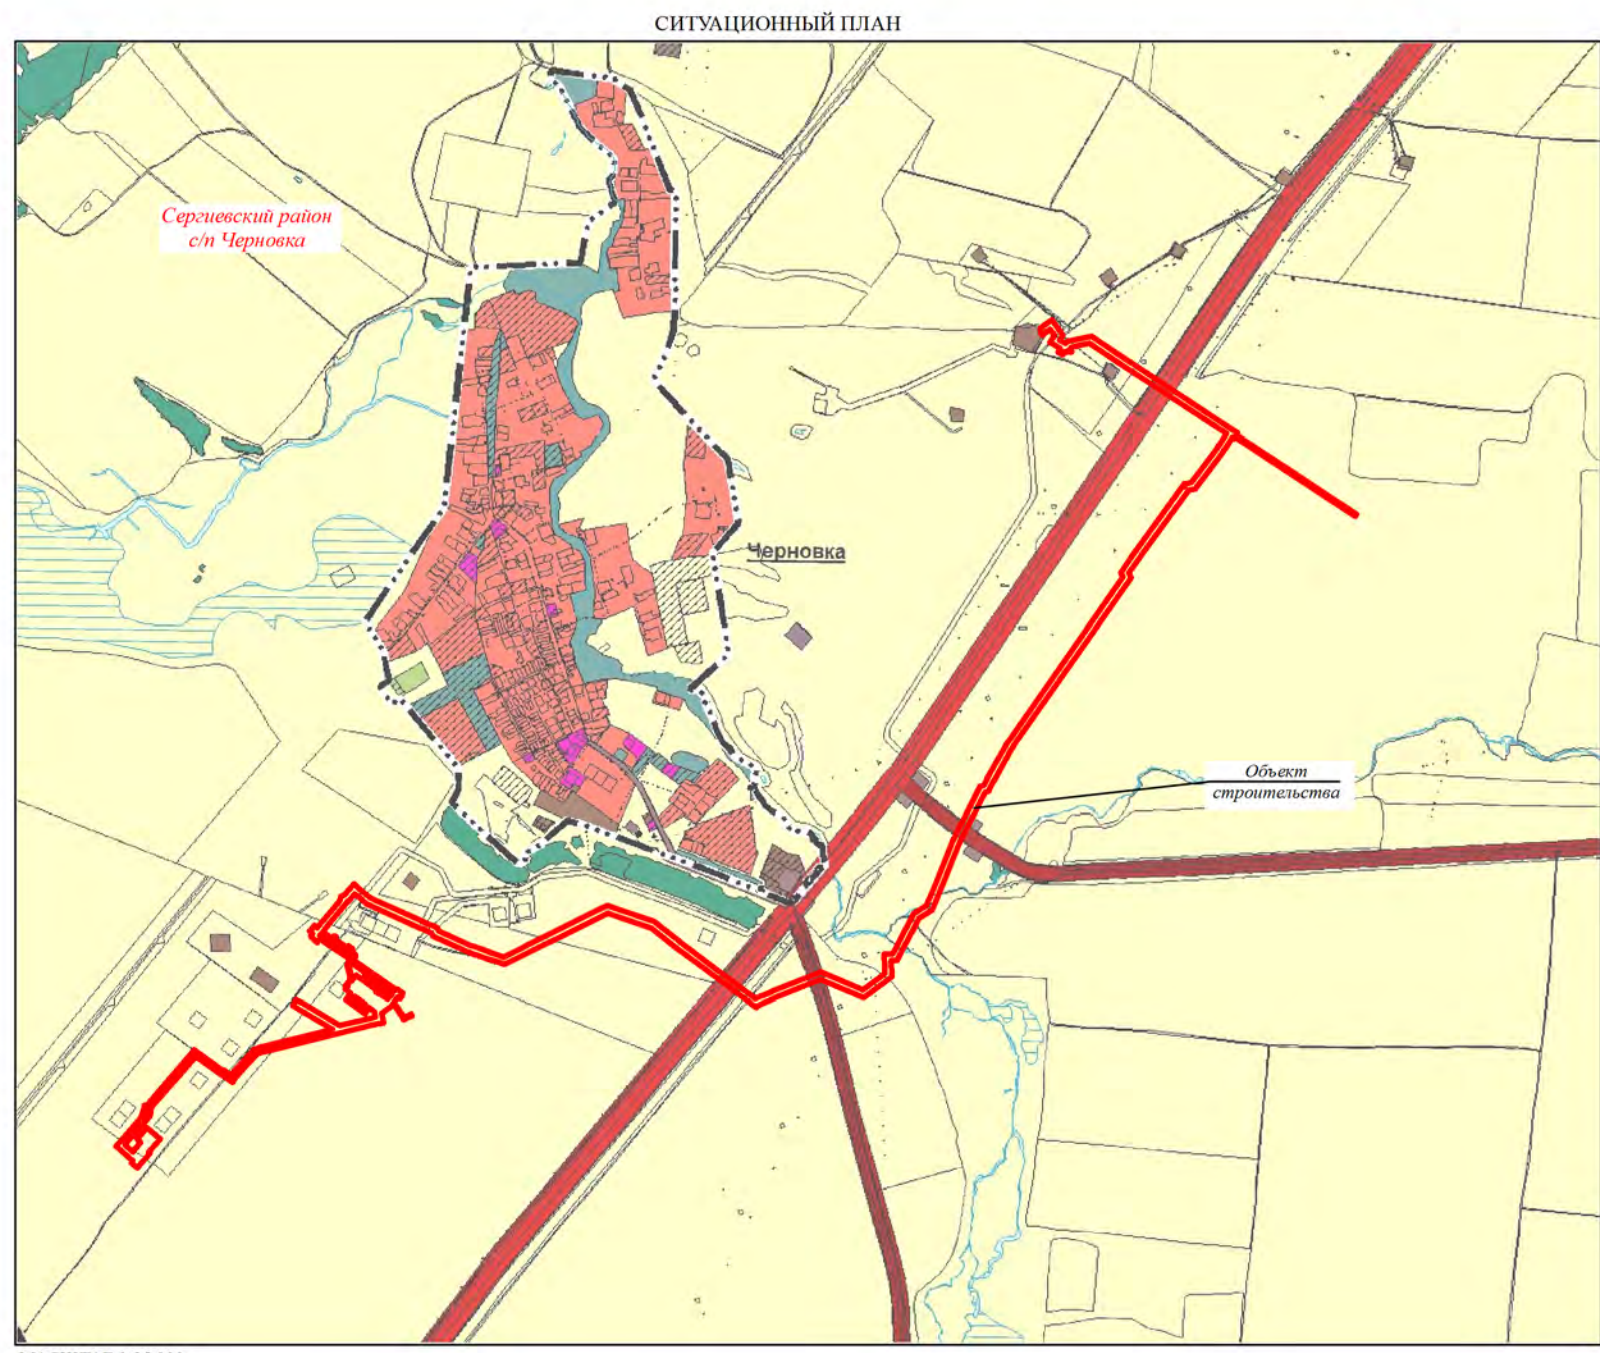 СИТУАЦИОННЫЙ ПЛАН
Сергиевский район
с/п Черновка
Черновка
Объект
строительства